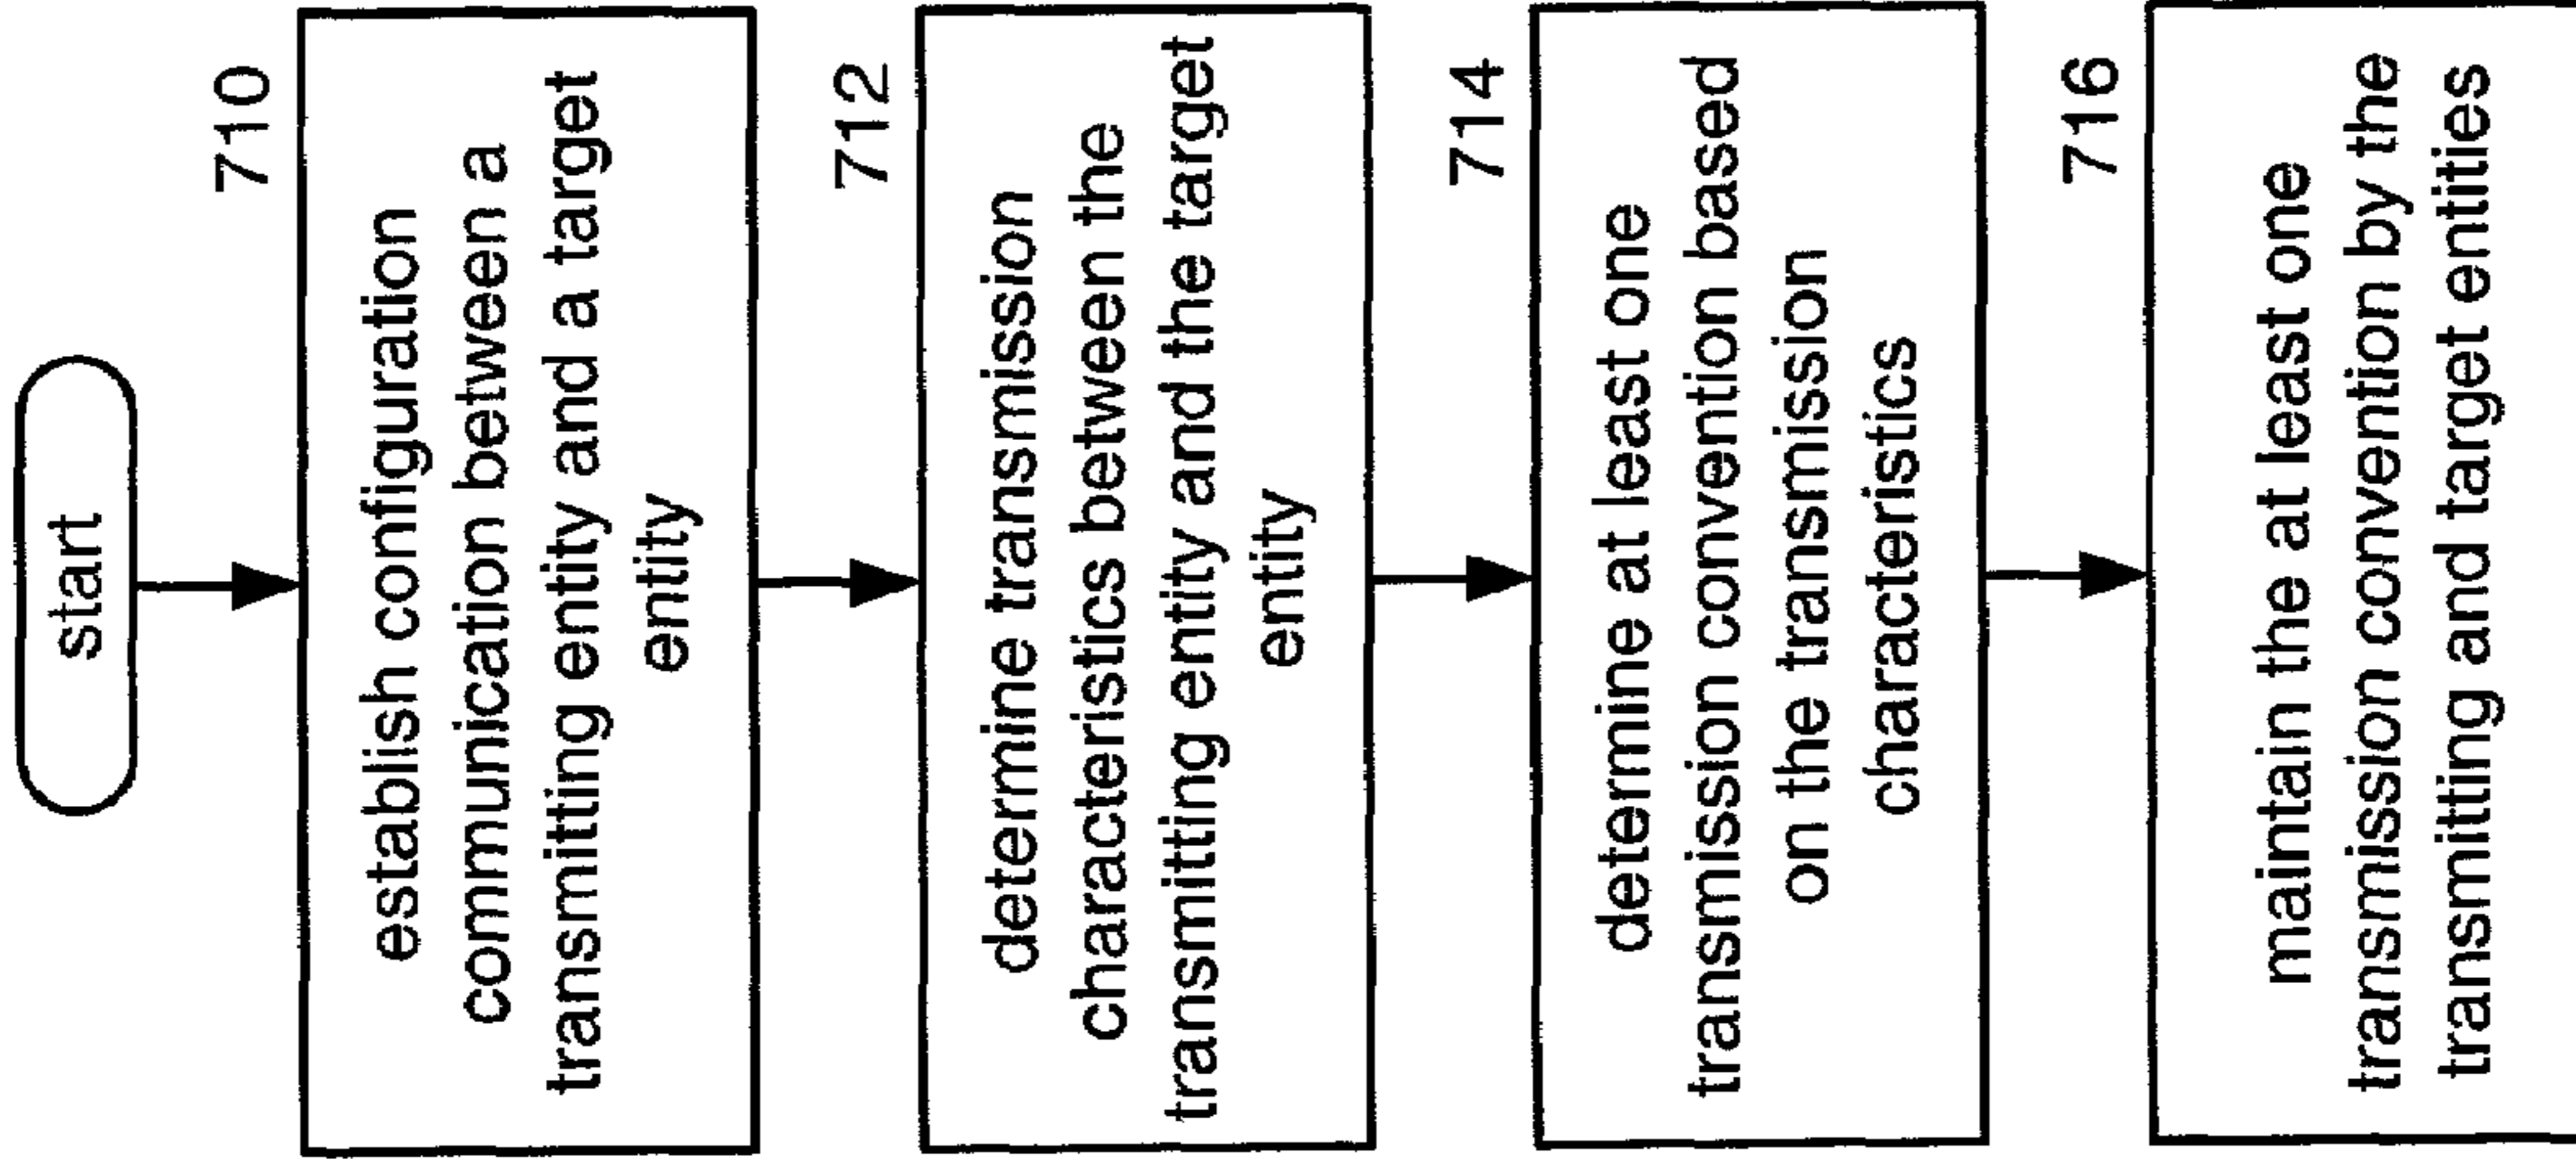 start
710
establish configuration
communication between a
transmitting entity and a target
entity
712
determine transmission
characteristics between the
transmitting entity and the target
entity
714
determine at least one
transmission convention based
on the transmission
characteristics
716
maintain the at least one
transmission convention by the
transmitting and target entities